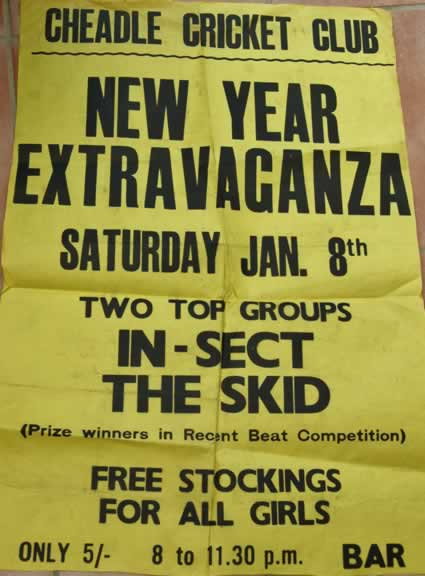 CHEADLE CRICKET CLUB
NEW YEAR
EXTRAVAGANZA
SATURDAY JAN. 8th
TWO TOP GROUPS
IN-SECT
THE SKID
(Prize winners in Recent Beat Competition)
FREE STOCKINGS
FOR ALL GIRLS
ONLY 5/- 8 to 11.30 p.m. BAR